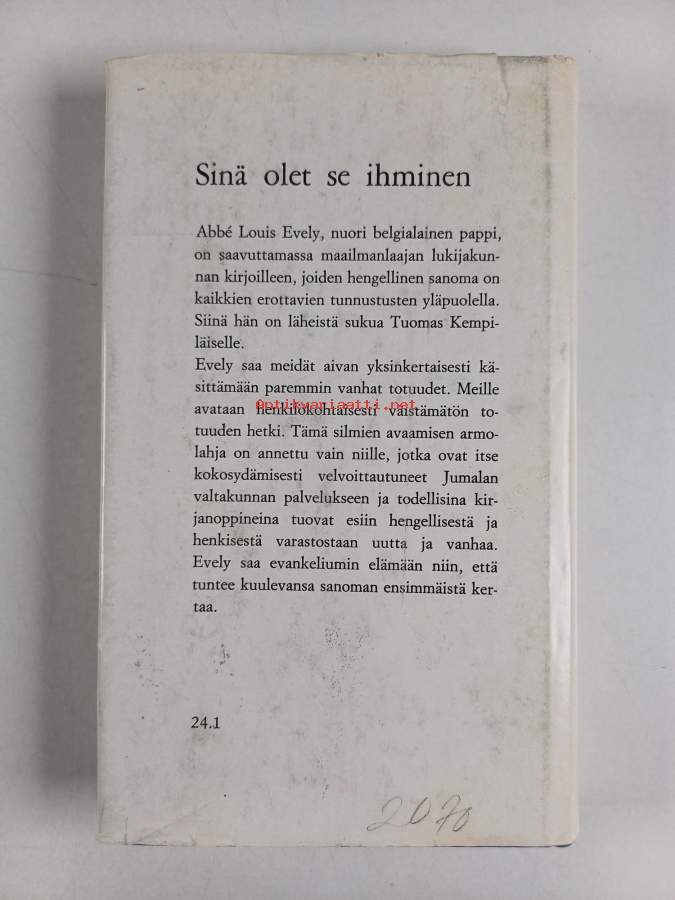 Sinä olet se ihminen
Abbé Louis Evely, nuori belgialainen pappi,
on saavuttamassa maailmanlaajan lukijakun-
nan kirjoilleen, joiden hengellinen sanoma on
kaikkien erottavien tunnustusten yläpuolella.
Siinä hän on läheistä sukua Tuomas Kempi-
läiselle.
Evely saa meidät aivan yksinkertaisesti kä-
sittämään paremmin vanhat totuudet. Meille
avataan henkilökohtaisesti väistämätön to-
antikvariaatti.net
tuuden hetki. Tämä silmien avaamisen armo-
lahja on annettu vain niille, jotka ovat itse
kokosydämisesti velvoittautuneet Jumalan
valtakunnan palvelukseen ja todellisina kir-
janoppineina tuovat esiin hengellisestä ja
henkisestä varastostaan uutta ja vanhaa.
Evely saa evankeliumin elämään niin, että
tuntee kuulevansa sanoman ensimmäistä ker-
taa.
24.1